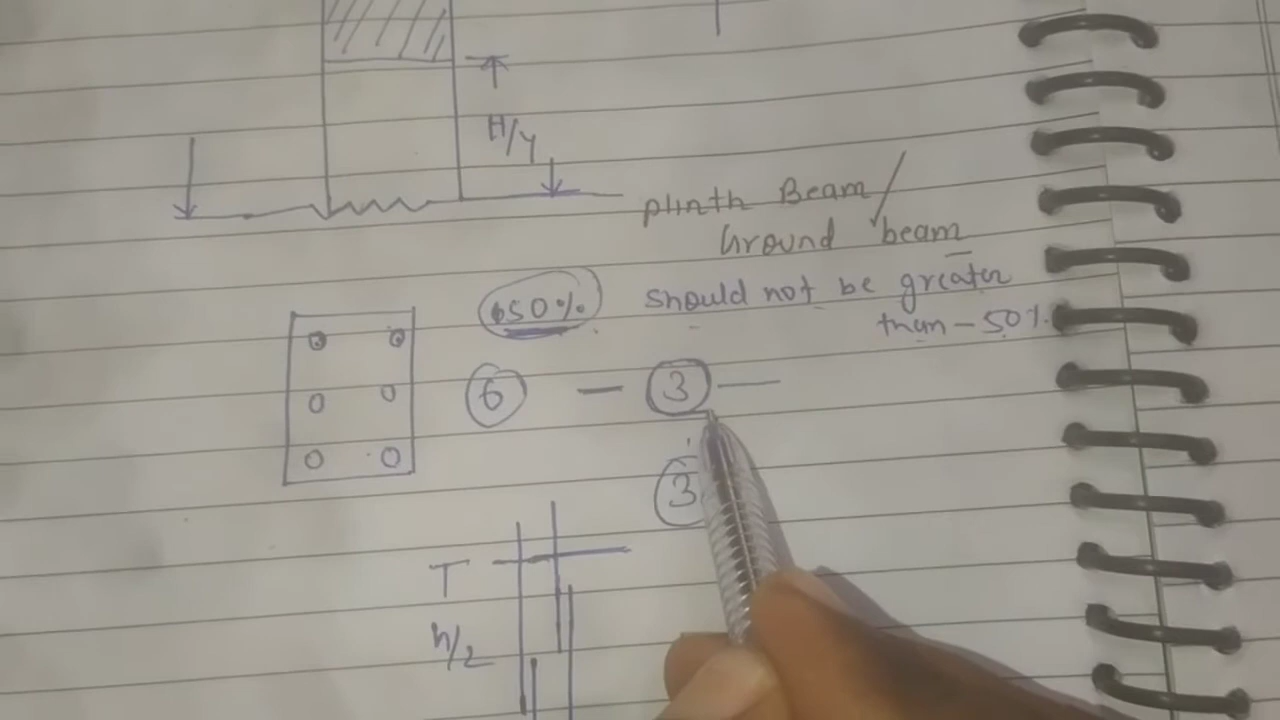 H/4
plinth Beam/
Ground beam
50% should not be greater
than - 50%.
6 - 3 -
3
T
h/2